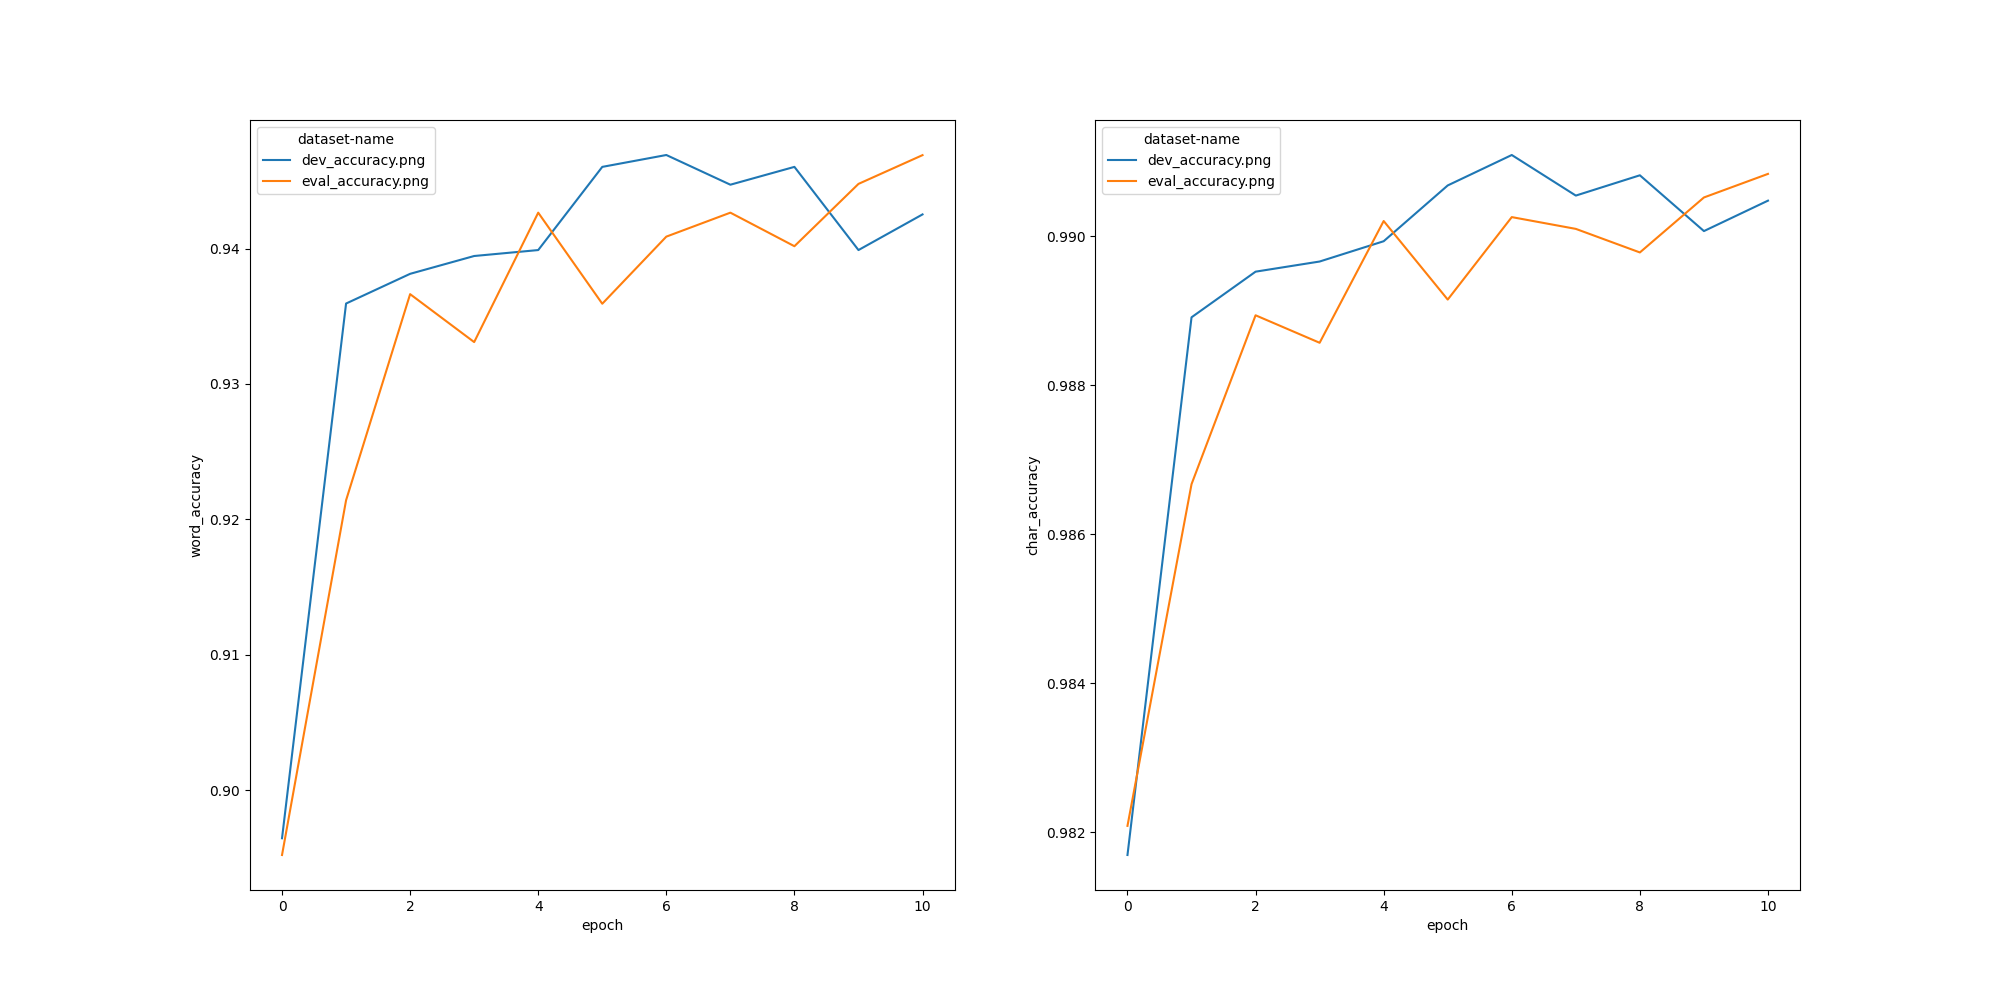 dataset-name
dev_accuracy.png
eval_accuracy.png
0.94
0.93
0.92
0.91
0.90
word_accuracy
0 2 4 6 8 10
epoch
dataset-name
dev_accuracy.png
eval_accuracy.png
0.990
0.988
0.986
0.984
0.982
char_accuracy
0 2 4 6 8 10
epoch